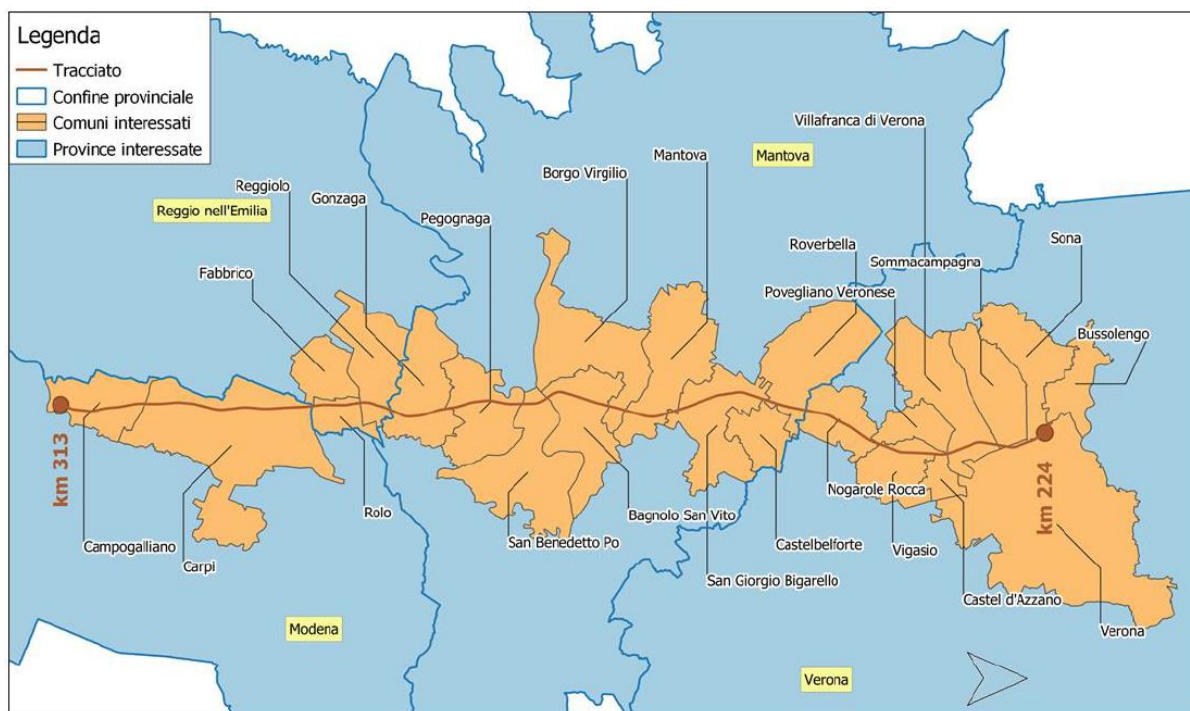 Legenda
Tracciato
Confine provinciale
Comuni interessati
Province interessate
Villafranca di Verona
Mantova
Mantova
Borgo Virgilio
Reggiolo
Gonzaga
Reggio nell'Emilia
Pegognaga
Roverbella
Sona
Sommacampagna
Fabbrico
Povegliano Veronese
Bussolengo
km 313
km 224
Nogarole Rocca
Rolo
Bagnolo San Vito
San Benedetto Po
Castelbelforte
Campogalliano
Vigasio
Carpi
San Giorgio Bigarello
Castel d'Azzano
Modena
Verona
Verona